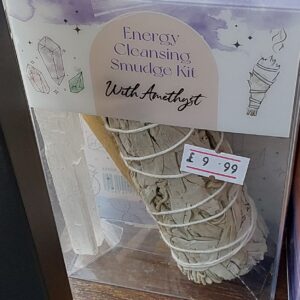 Energy
Cleansing
Smudge Kit
With Amethyst
£9.99